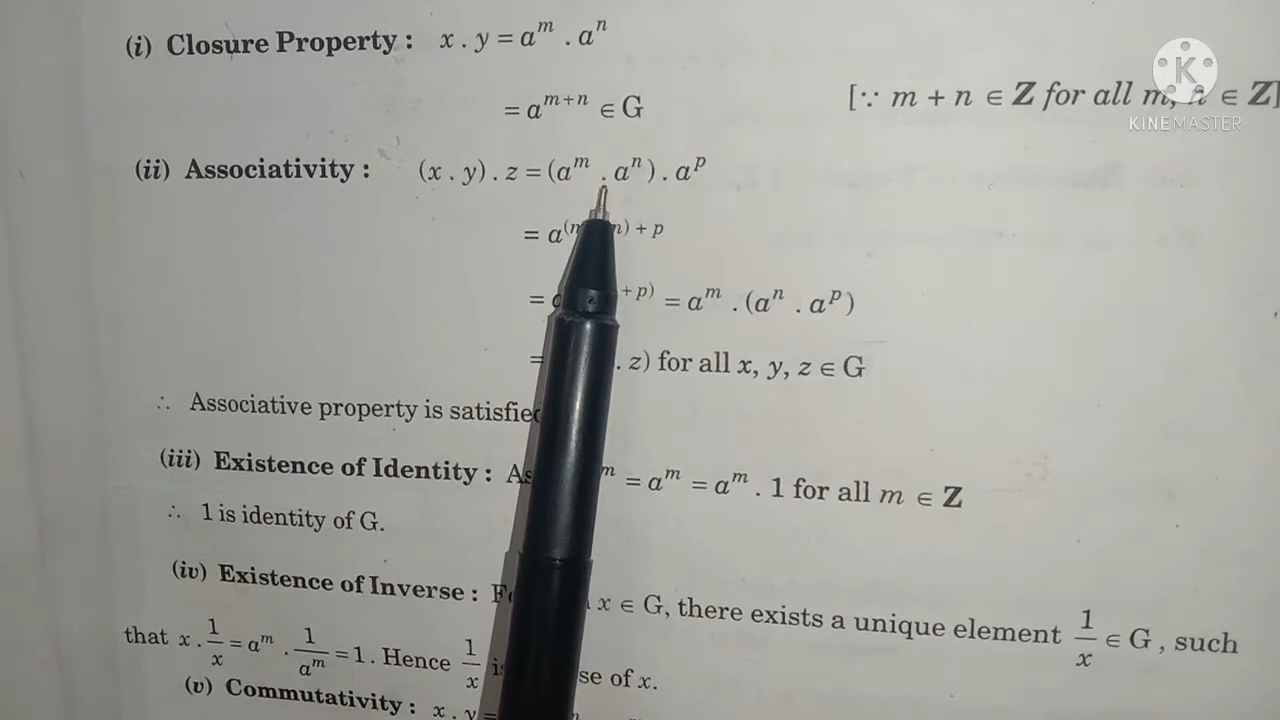 (i) Closure Property : x . y = a^m . a^n
= a^{m+n} ∈ G [∵ m + n ∈ Z for all m, n ∈ Z]
K
KINEMASTER
(ii) Associativity : (x . y) . z = (a^m . a^n) . a^p
= a^{( n) + p}
= + p) = a^m . (a^n . a^p)
= . z) for all x, y, z ∈ G
∴ Associative property is satisfied
(iii) Existence of Identity : As ^m = a^m = a^m . 1 for all m ∈ Z
∴ 1 is identity of G.
(iv) Existence of Inverse : x ∈ G, there exists a unique element 1/x ∈ G, such
that x . 1/x = a^m . 1/a^m = 1. Hence 1/x of x.
(v) Commutativity : x . y =